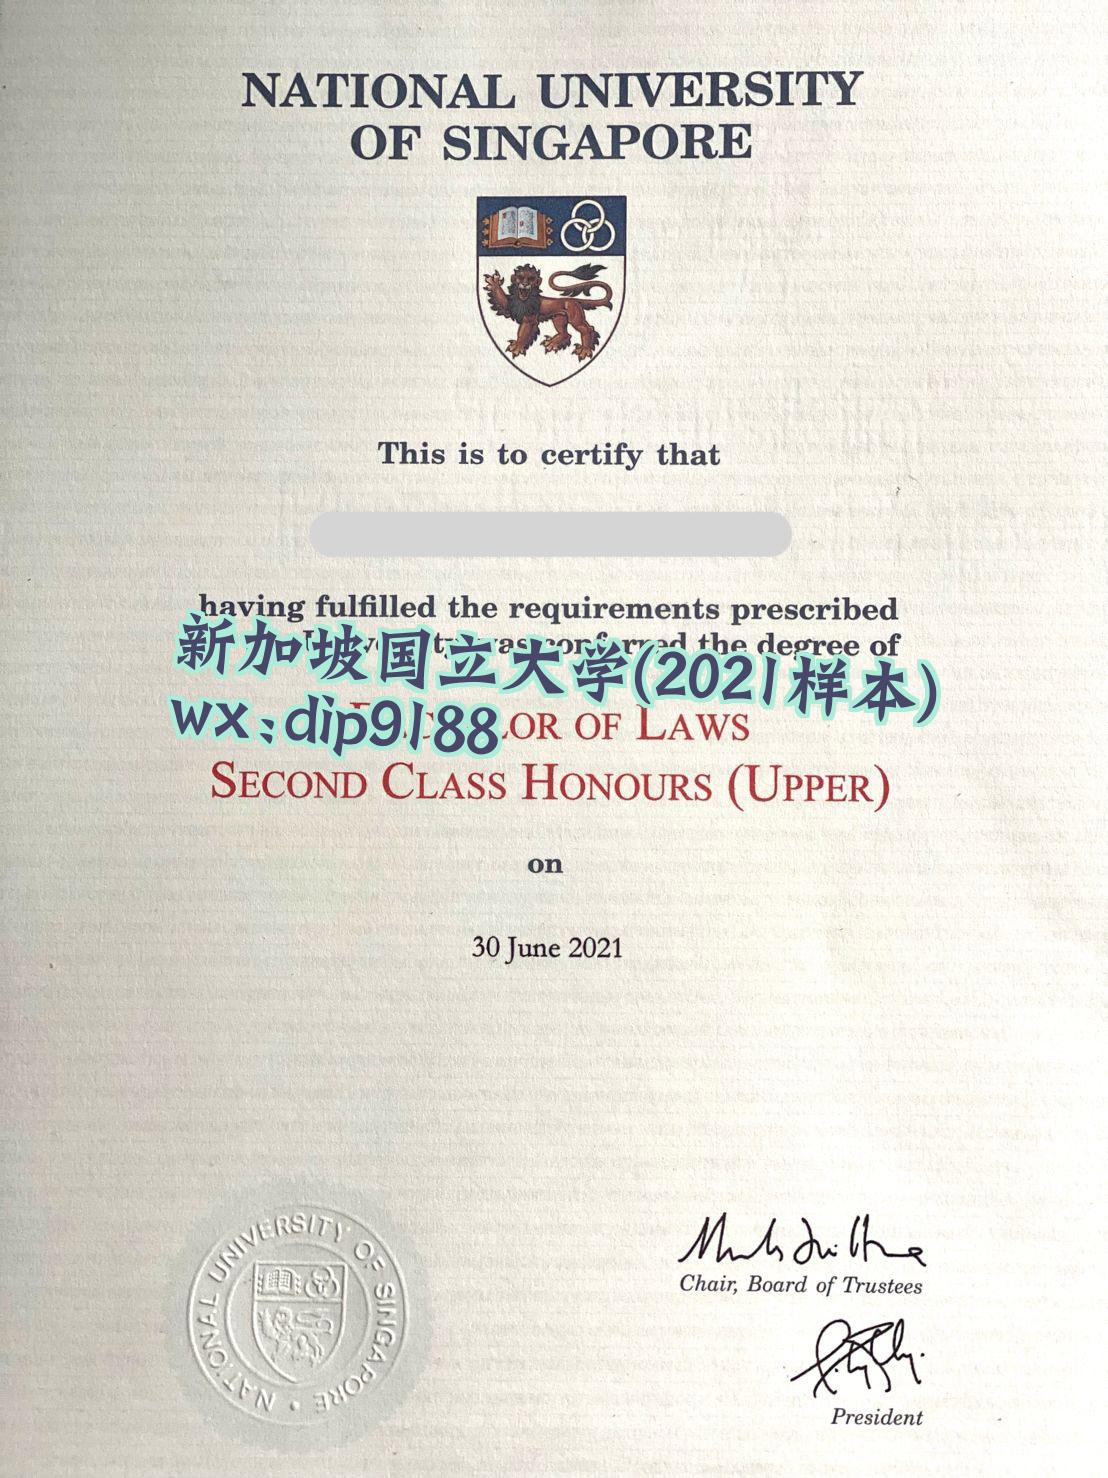 NATIONAL UNIVERSITY
OF SINGAPORE
This is to certify that
having fulfilled the requirements prescribed
was conferred the degree of
新加坡国立大学(2021样本)
OF LAWS
wx:dip9188
SECOND CLASS HONOURS (UPPER)
on
30 June 2021
NATIONAL UNIVERSITY OF SINGAPORE
Chair, Board of Trustees
President